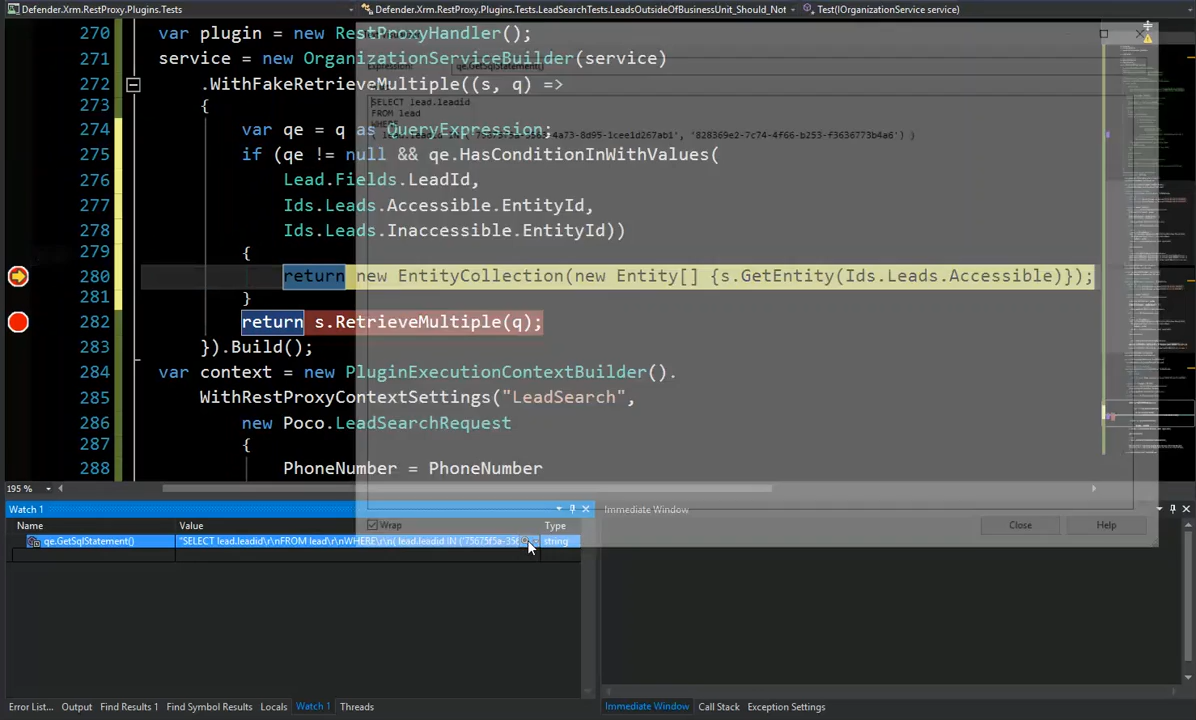 Defender.Xrm.RestProxy.Plugins.Tests
Defender.Xrm.RestProxy.Plugins.Tests.LeadSearchTests.LeadsOutsideOfBusinessUnit_Should_Not
Test(IOrganizationService service)
270 var plugin = new RestProxyHandler();
271 service = new OrganizationServiceBuilder(service)
272 .WithFakeRetrieveMultiple((s, q) =>
273 {
274 var qe = q as QueryExpression;
275 if (qe != null && qe.HasConditionInWithValues(
276 Lead.Fields.LeadId,
277 Ids.Leads.Accessible.EntityId,
278 Ids.Leads.Inaccessible.EntityId))
279 {
280 return new EntityCollection(new Entity[] {s.GetEntity(Ids.Leads.Accessible)});
281 }
282 return s.RetrieveMultiple(q);
283 }).Build();
284 var context = new PluginExecutionContextBuilder().
285 WithRestProxyContextSettings("LeadSearch",
286 new Poco.LeadSearchRequest
287 {
288 PhoneNumber = PhoneNumber
Expression: qe.GetSqlStatement()
SELECT lead.leadid
FROM lead
WHERE
Wrap
Close
Help
195 %
Watch 1
Name Value Type
qe.GetSqlStatement() "SELECT lead.leadid\r\nFROM lead\r\nWHERE\r\n( lead.leadid IN ('75675f5a-356 string
Immediate Window
Error List... Output Find Results 1 Find Symbol Results Locals Watch 1 Threads
Immediate Window Call Stack Exception Settings